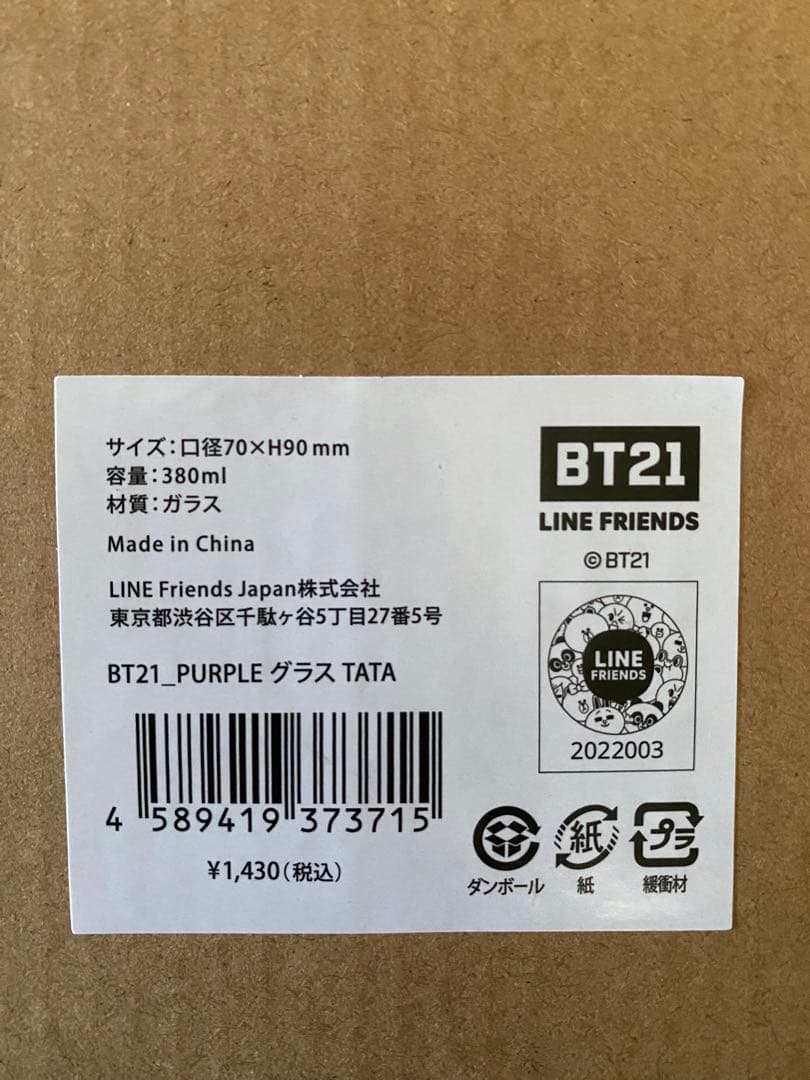 サイズ:口径70×H90mm
容量:380ml
材質:ガラス
Made in China
LINE Friends Japan株式会社
東京都渋谷区千駄ヶ谷5丁目27番5号
BT21_PURPLE グラス TATA
4 589419 373715
¥1,430(税込)
BT21
LINE FRIENDS
©BT21
LINE
FRIENDS
2022003
紙 プラ
ダンボール 紙 緩衝材